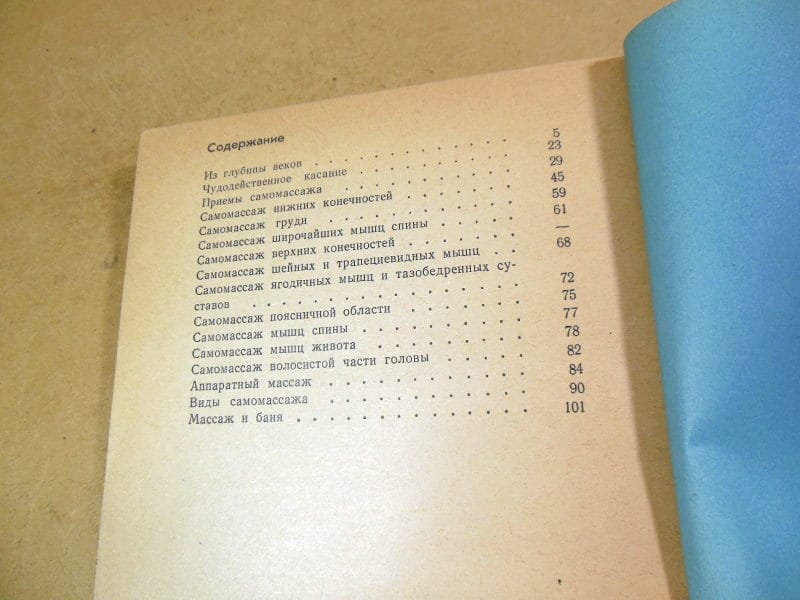 Содержание
Из глубины веков . . . . . . . 5
Чудодейственное касание . . . . . . 23
Приемы самомассажа . . . . . . 29
Самомассаж нижних конечностей . . . . 45
Самомассаж груди . . . . . . . 59
Самомассаж широчайших мышц спины . . . 61
Самомассаж верхних конечностей . . . . —
Самомассаж шейных и трапециевидных мышц . . 68
Самомассаж ягодичных мышц и тазобедренных су-
ставов . . . . . . . . . . 72
Самомассаж поясничной области . . . . 75
Самомассаж мышц спины . . . . . . 77
Самомассаж мышц живота . . . . . . 78
Самомассаж волосистой части головы . . . . 82
Аппаратный массаж . . . . . . . 84
Виды самомассажа . . . . . . . 90
Массаж и баня . . . . . . . . . 101